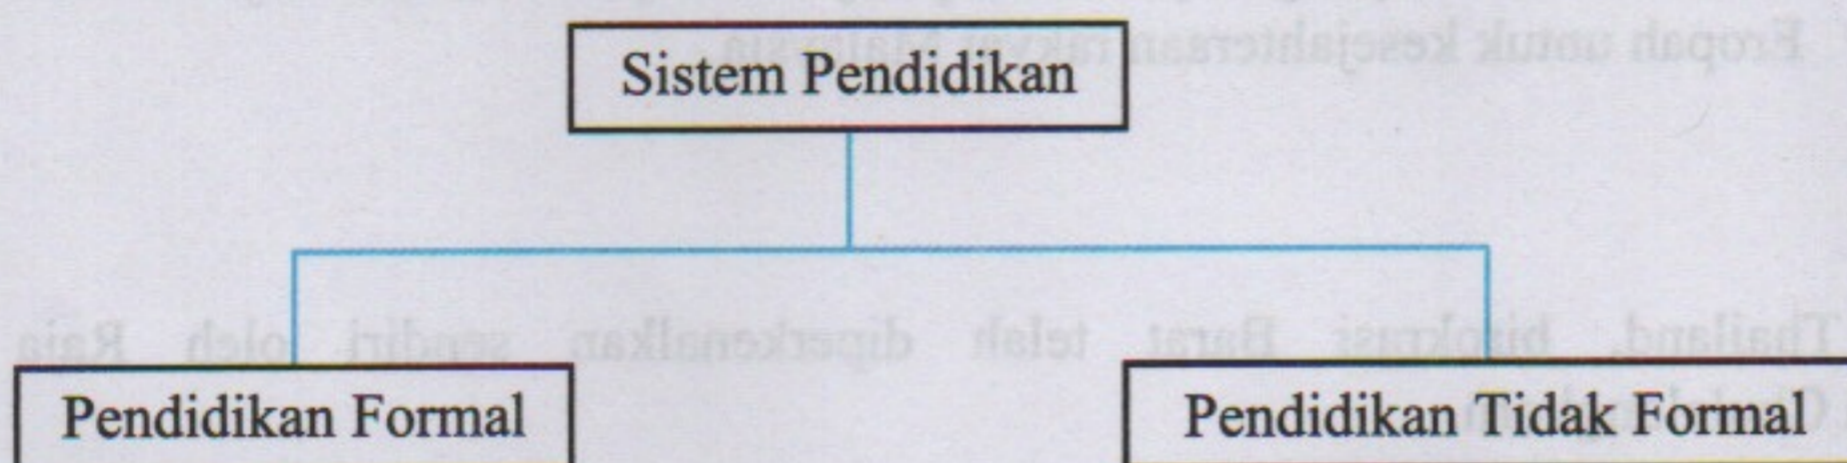 Sistem Pendidikan
Pendidikan Formal
Pendidikan Tidak Formal